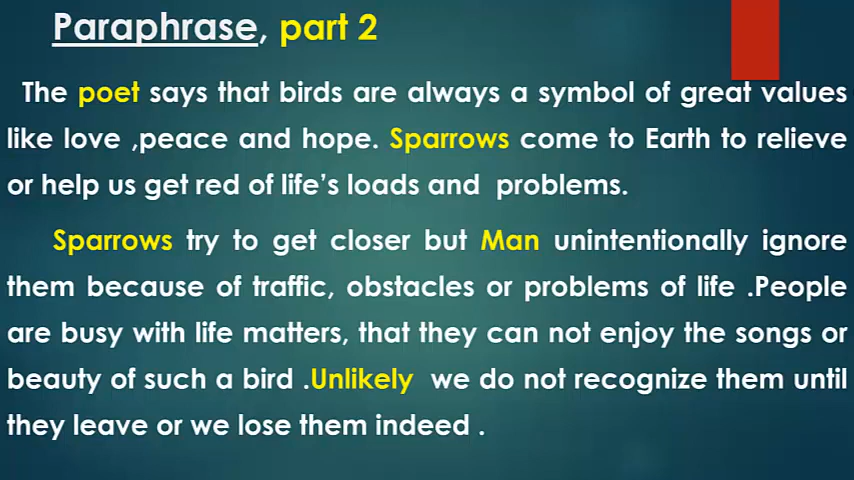 Paraphrase, part 2
The poet says that birds are always a symbol of great values
like love ,peace and hope. Sparrows come to Earth to relieve
or help us get red of life's loads and problems.
Sparrows try to get closer but Man unintentionally ignore
them because of traffic, obstacles or problems of life .People
are busy with life matters, that they can not enjoy the songs or
beauty of such a bird .Unlikely we do not recognize them until
they leave or we lose them indeed .